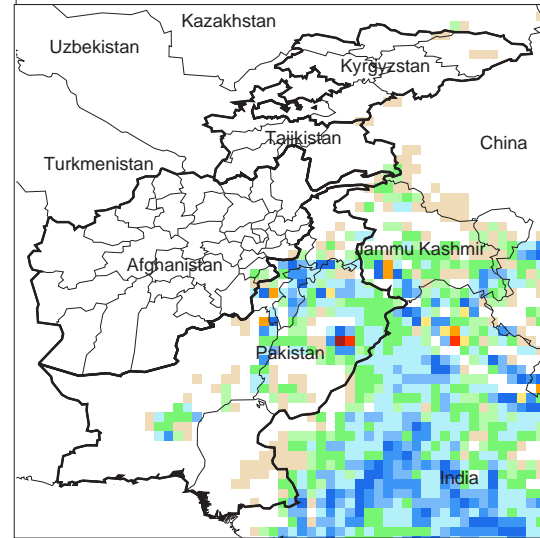 Kazakhstan
Uzbekistan
Kyrgyzstan
Tajikistan
China
Turkmenistan
Jammu Kashmir
Afghanistan
Pakistan
India